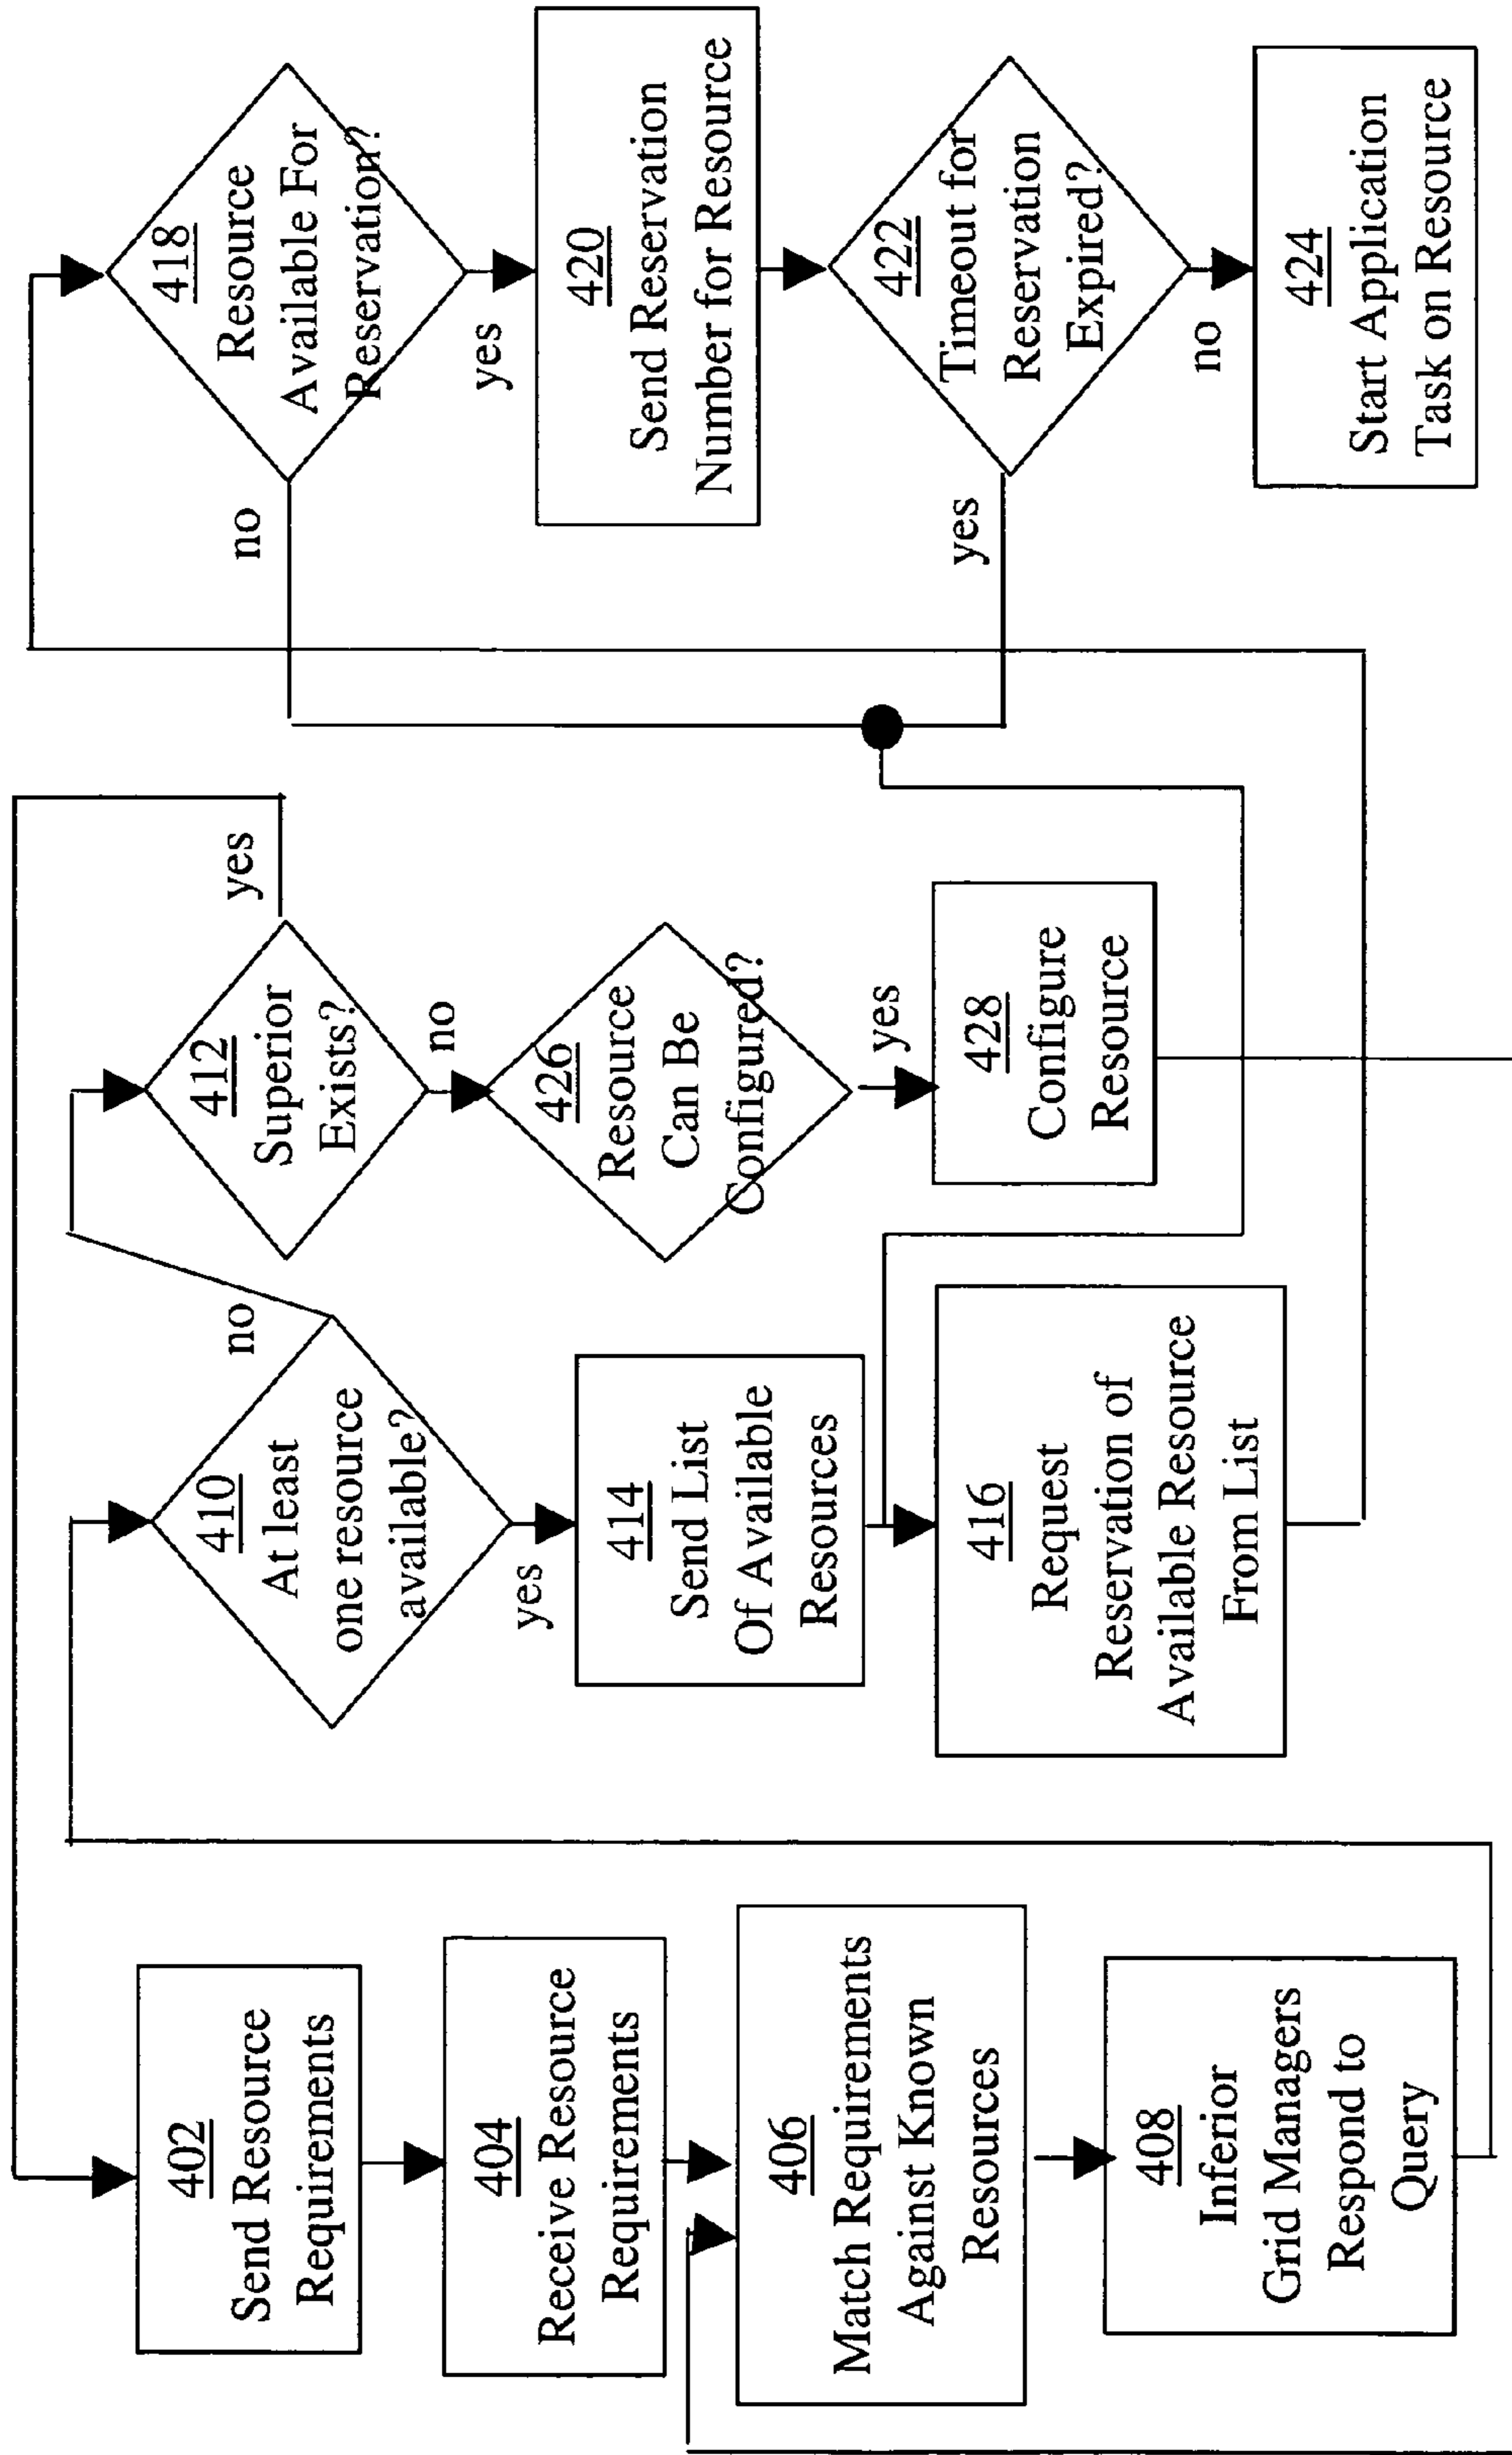 402
Send Resource
Requirements
404
Receive Resource
Requirements
406
Match Requirements
Against Known
Resources
408
Inferior
Grid Managers
Respond to
Query
410
At least
one resource
available?
no
yes
414
Send List
Of Available
Resources
416
Request
Reservation of
Available Resource
From List
412
Superior
Exists?
yes
no
426
Resource
Can Be
Configured?
yes
428
Configure
Resource
418
Resource
Available For
Reservation?
no
yes
420
Send Reservation
Number for Resource
422
Timeout for
Reservation
Expired?
yes
no
424
Start Application
Task on Resource